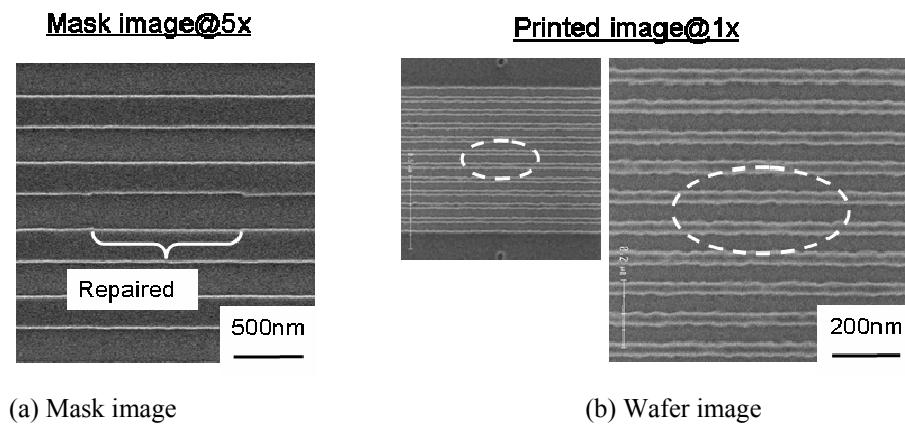 Mask image@5x
Printed image@1x
Repaired
500nm
200nm
(a) Mask image
(b) Wafer image